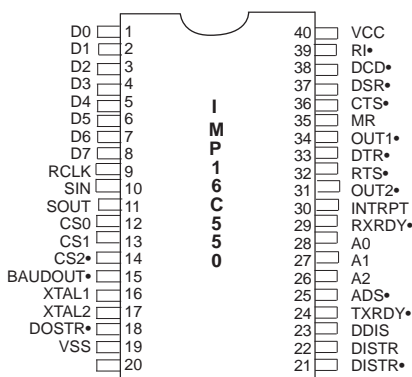 D0 1 40 VCC
D1 2 39 RI•
D2 3 38 DCD•
D3 4 37 DSR•
D4 5 36 CTS•
D5 6 35 MR
D6 7 34 OUT1•
D7 8 33 DTR•
RCLK 9 32 RTS•
SIN 10 31 OUT2•
SOUT 11 30 INTRPT
CS0 12 29 RXRDY•
CS1 13 28 A0
CS2• 14 27 A1
BAUDOUT• 15 26 A2
XTAL1 16 25 ADS•
XTAL2 17 24 TXRDY•
DOSTR• 18 23 DDIS
VSS 19 22 DISTR
20 21 DISTR•
IMP16C550